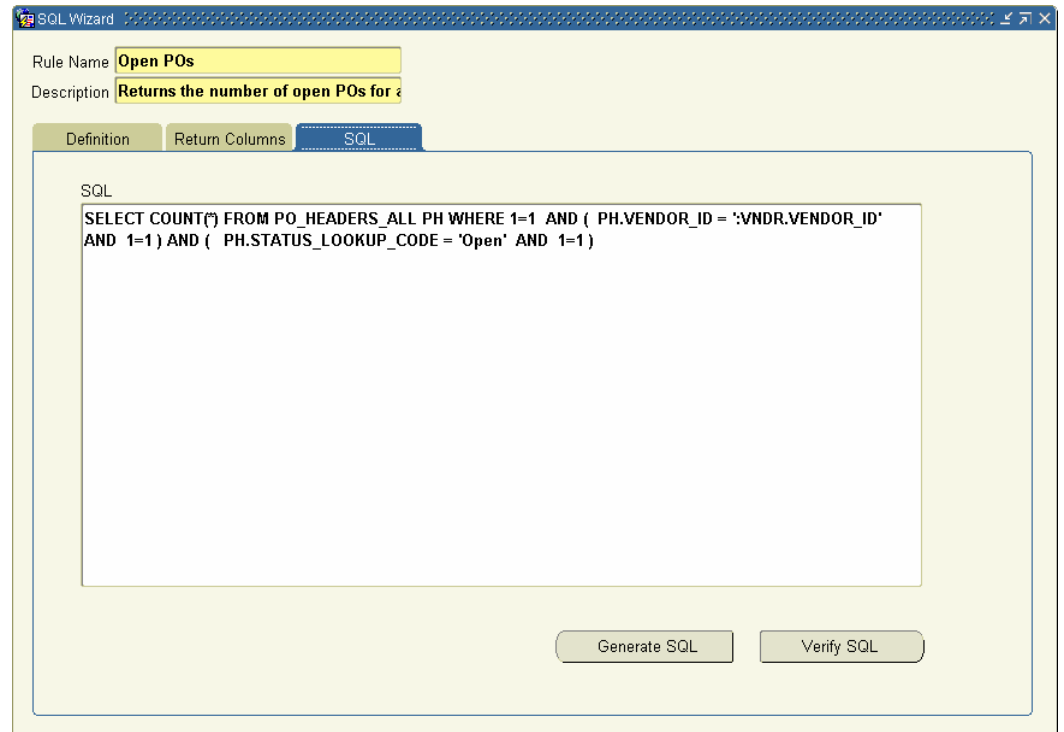 SQL Wizard
Rule Name Open POs
Description Returns the number of open POs for a
Definition Return Columns SQL
SQL
SELECT COUNT(*) FROM PO_HEADERS_ALL PH WHERE 1=1 AND ( PH.VENDOR_ID = ':VNDR.VENDOR_ID'
AND 1=1 ) AND ( PH.STATUS_LOOKUP_CODE = 'Open' AND 1=1 )
Generate SQL Verify SQL